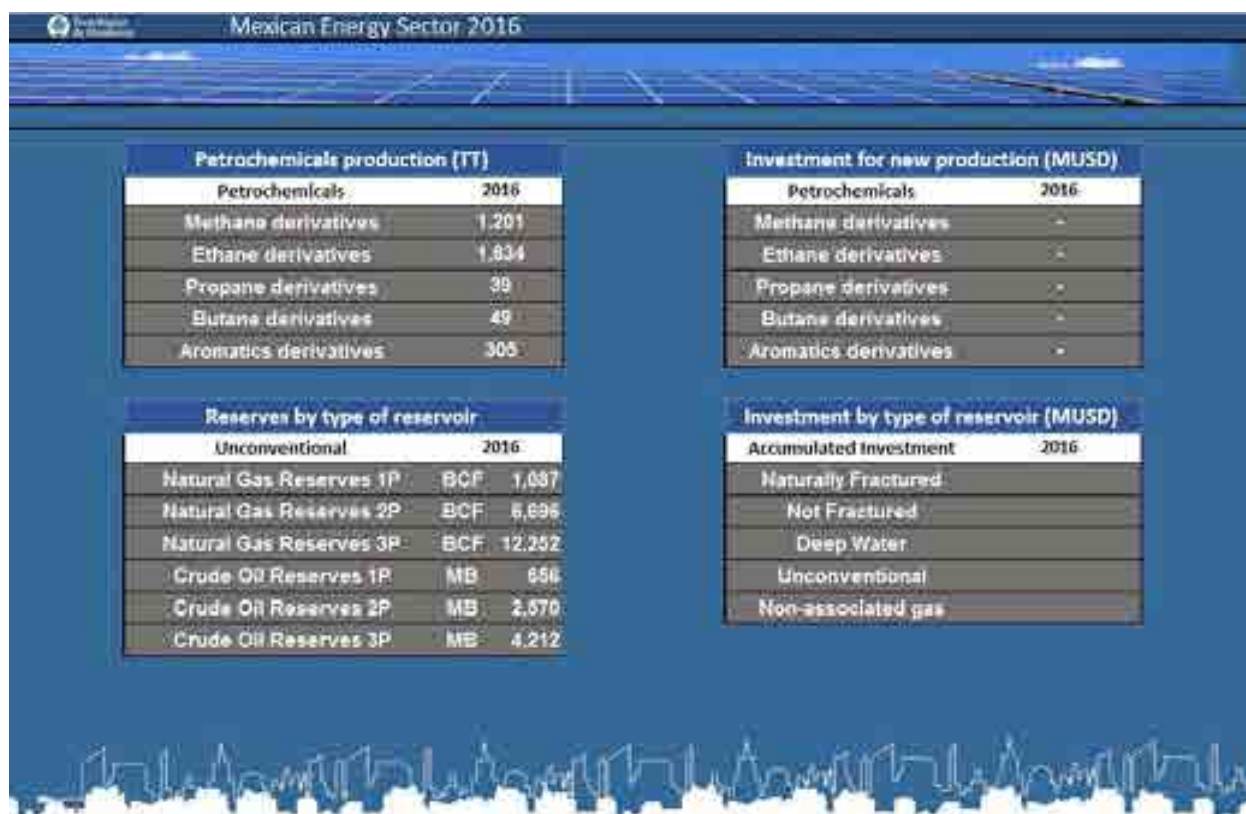 Mexican Energy Sector 2016
Petrochemicals production (TT)
Petrochemicals 2016
Methane derivatives 1,201
Ethane derivatives 1,834
Propane derivatives 39
Butane derivatives 49
Aromatics derivatives 305
Investment for new production (MUSD)
Petrochemicals 2016
Methane derivatives -
Ethane derivatives -
Propane derivatives -
Butane derivatives -
Aromatics derivatives -
Reserves by type of reservoir
Unconventional 2016
Natural Gas Reserves 1P BCF 1,087
Natural Gas Reserves 2P BCF 6,696
Natural Gas Reserves 3P BCF 12,252
Crude Oil Reserves 1P MB 656
Crude Oil Reserves 2P MB 2,570
Crude Oil Reserves 3P MB 4,212
Investment by type of reservoir (MUSD)
Accumulated Investment 2016
Naturally Fractured
Not Fractured
Deep Water
Unconventional
Non-associated gas